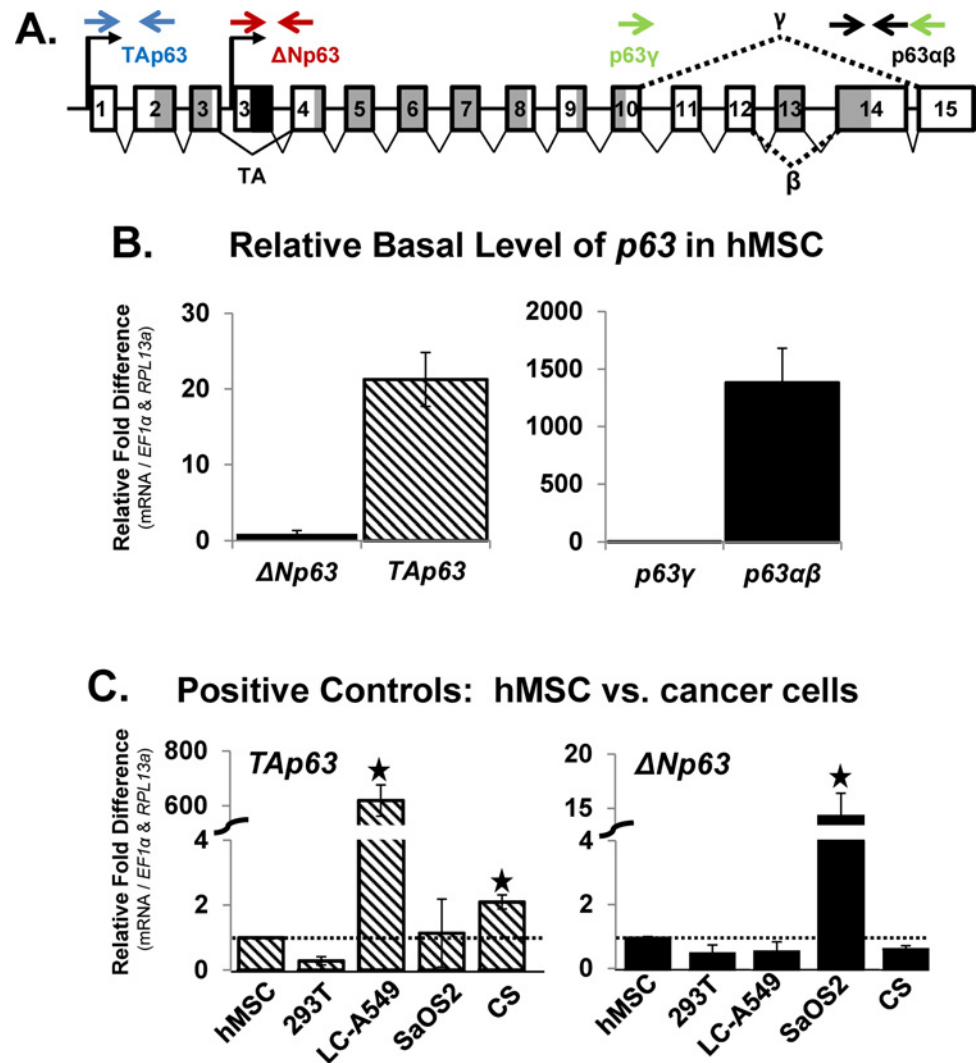 A.
TAp63 ΔNp63 p63γ γ p63αβ
1 2 3 3 4 5 6 7 8 9 10 11 12 13 14 15
TA β
B. Relative Basal Level of p63 in hMSC
Relative Fold Difference
(mRNA / EF1α & RPL13a)
30
20
10
0
ΔNp63 TAp63
2000
1500
1000
500
0
p63γ p63αβ
C. Positive Controls: hMSC vs. cancer cells
Relative Fold Difference
(mRNA / EF1α & RPL13a)
TAp63
800
600
4
2
0
hMSC 293T LC-A549 SaOS2 CS
ΔNp63
20
15
4
2
0
hMSC 293T LC-A549 SaOS2 CS